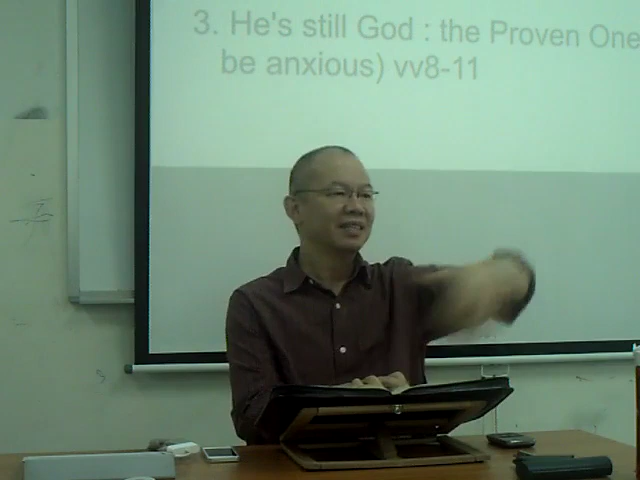 3. He's still God : the Proven One
be anxious) vv8-11